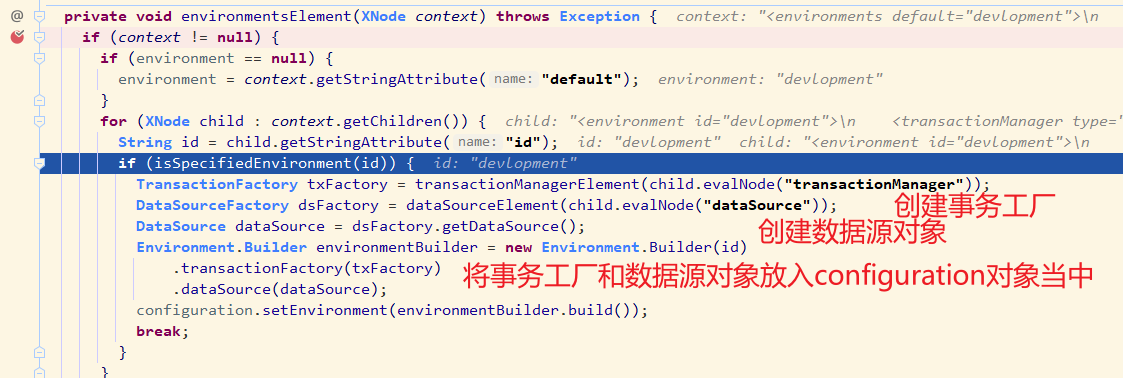 private void environmentsElement(XNode context) throws Exception {  context: "<environments default="devlopment">\n
if (context != null) {
if (environment == null) {
environment = context.getStringAttribute( name: "default");  environment: "devlopment"
}
for (XNode child : context.getChildren()) {  child: "<environment id="devlopment">\n    <transactionManager type="
String id = child.getStringAttribute( name: "id");  id: "devlopment"  child: "<environment id="devlopment">\n
if (isSpecifiedEnvironment(id)) {  id: "devlopment"
TransactionFactory txFactory = transactionManagerElement(child.evalNode("transactionManager"));
DataSourceFactory dsFactory = dataSourceElement(child.evalNode("dataSource"));
创建事务工厂
DataSource dataSource = dsFactory.getDataSource();
创建数据源对象
Environment.Builder environmentBuilder = new Environment.Builder(id)
.transactionFactory(txFactory)
将事务工厂和数据源对象放入configuration对象当中
.dataSource(dataSource);
configuration.setEnvironment(environmentBuilder.build());
break;
}
}